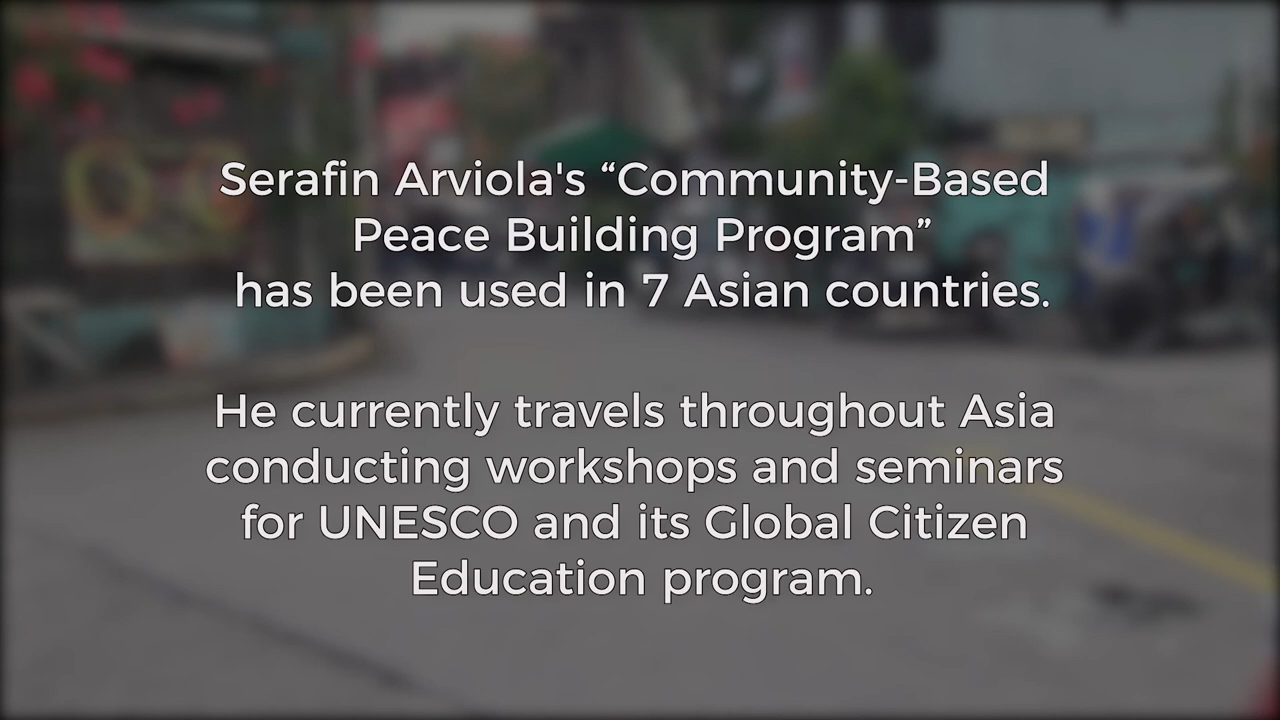 Serafin Arviola's “Community-Based
Peace Building Program”
has been used in 7 Asian countries.
He currently travels throughout Asia
conducting workshops and seminars
for UNESCO and its Global Citizen
Education program.